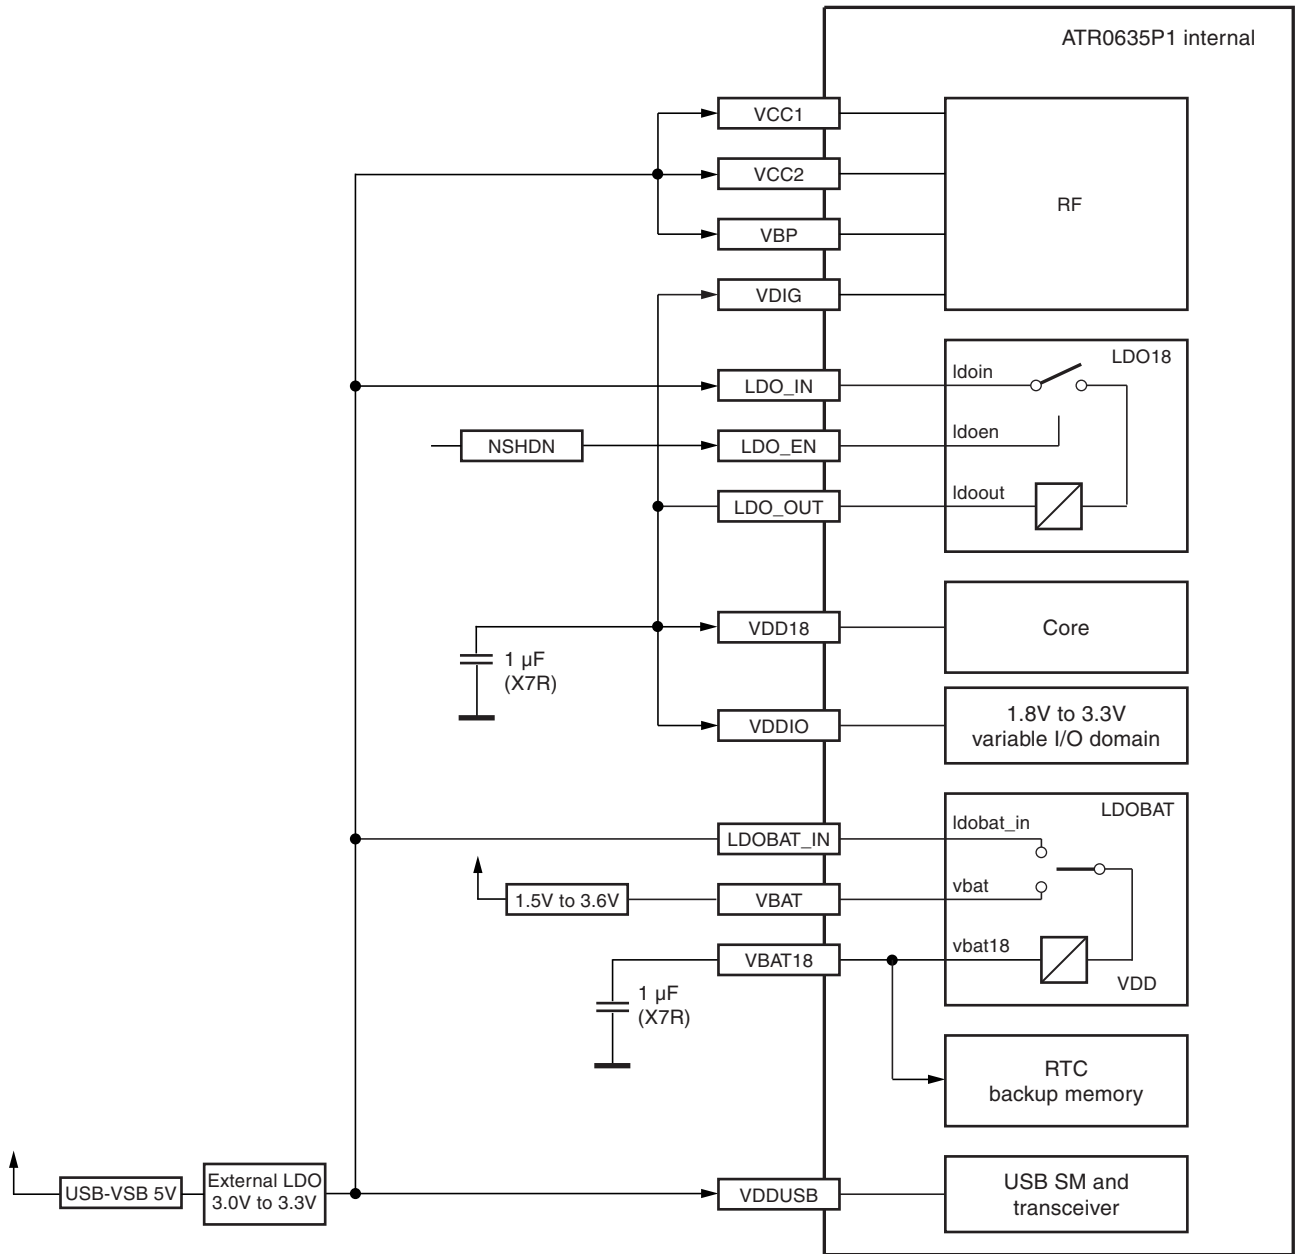 ATR0635P1 internal
VCC1
VCC2
RF
VBP
VDIG
LDO18
ldoin
LDO_IN
ldoen
NSHDN
LDO_EN
ldoout
LDO_OUT
VDD18
Core
1 µF
(X7R)
1.8V to 3.3V
variable I/O domain
VDDIO
LDOBAT
ldobat_in
LDOBAT_IN
vbat
1.5V to 3.6V
VBAT
vbat18
VBAT18
VDD
1 µF
(X7R)
RTC
backup memory
USB-VSB 5V
External LDO
3.0V to 3.3V
VDDUSB
USB SM and
transceiver